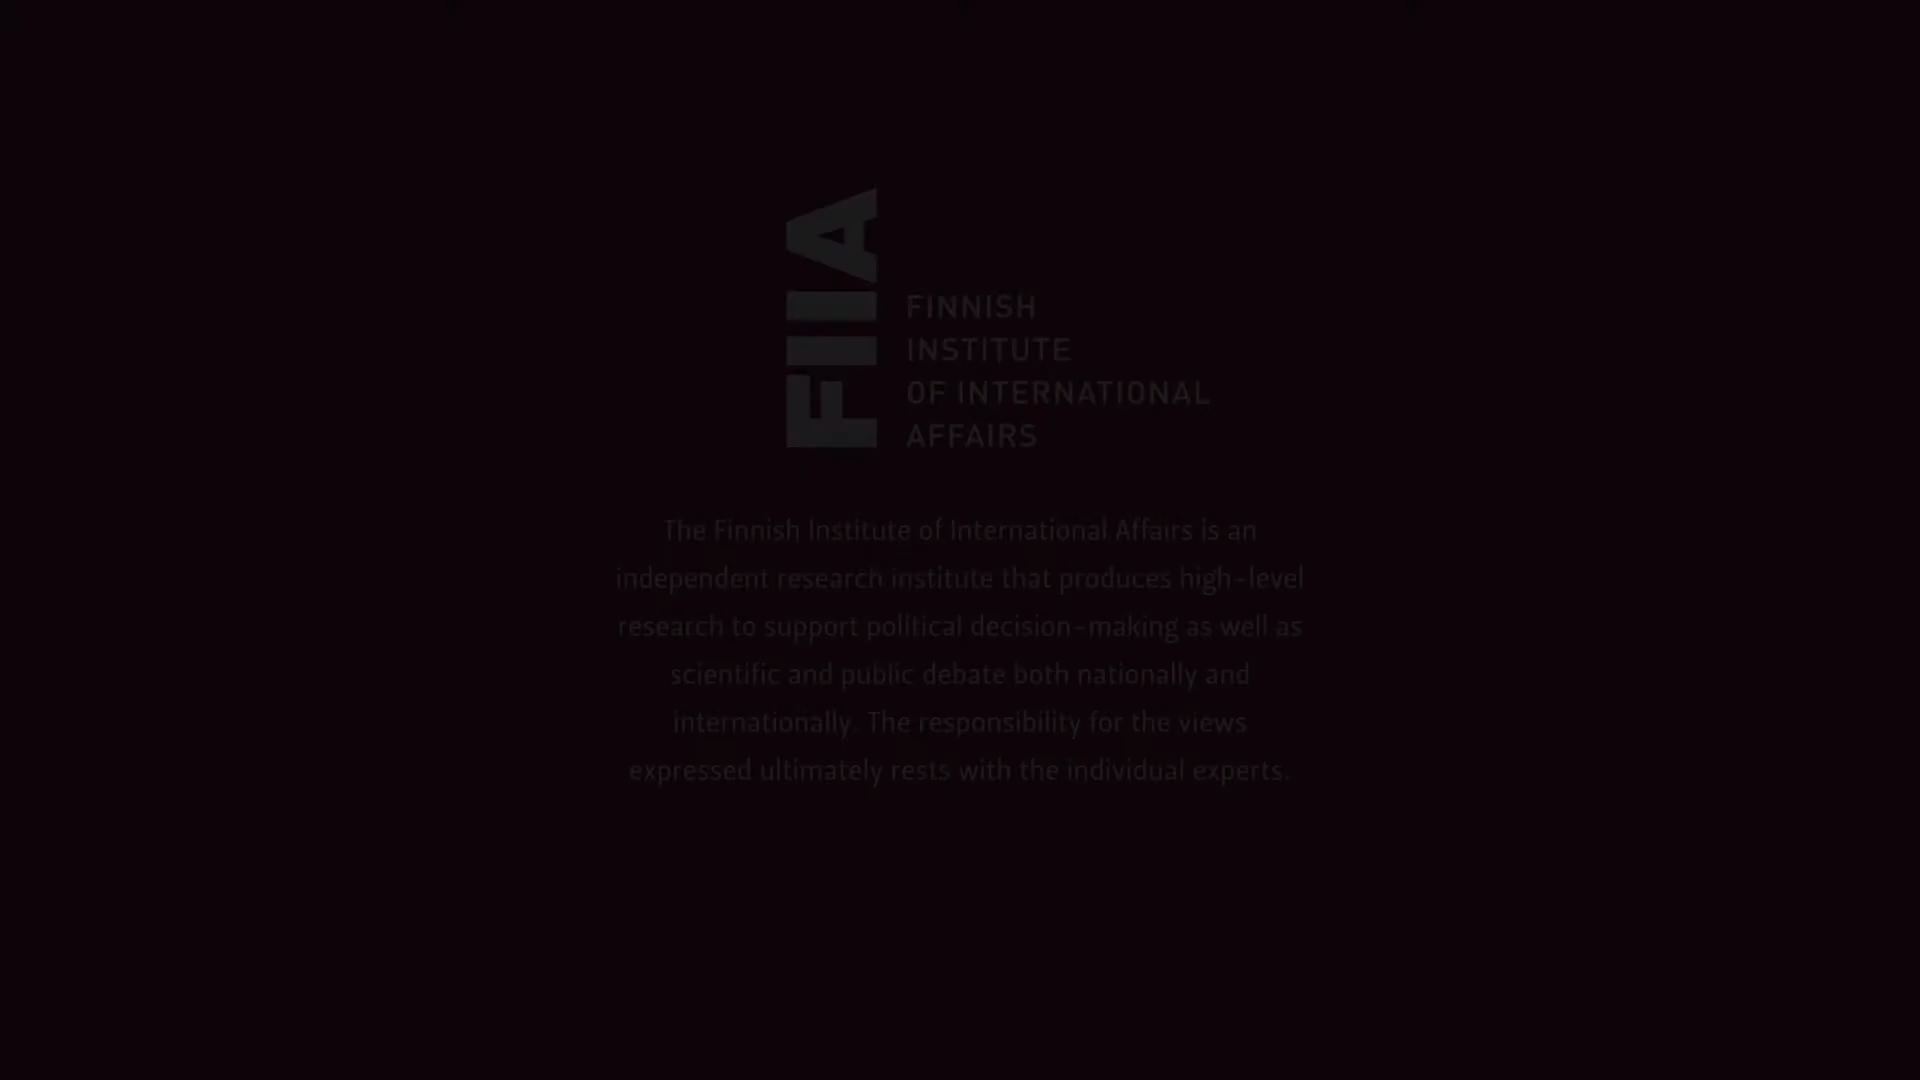 FIIA
FINNISH
INSTITUTE
OF INTERNATIONAL
AFFAIRS
The Finnish Institute of International Affairs is an
independent research institute that produces high-level
research to support political decision-making as well as
scientific and public debate both nationally and
internationally. The responsibility for the views
expressed ultimately rests with the individual experts.